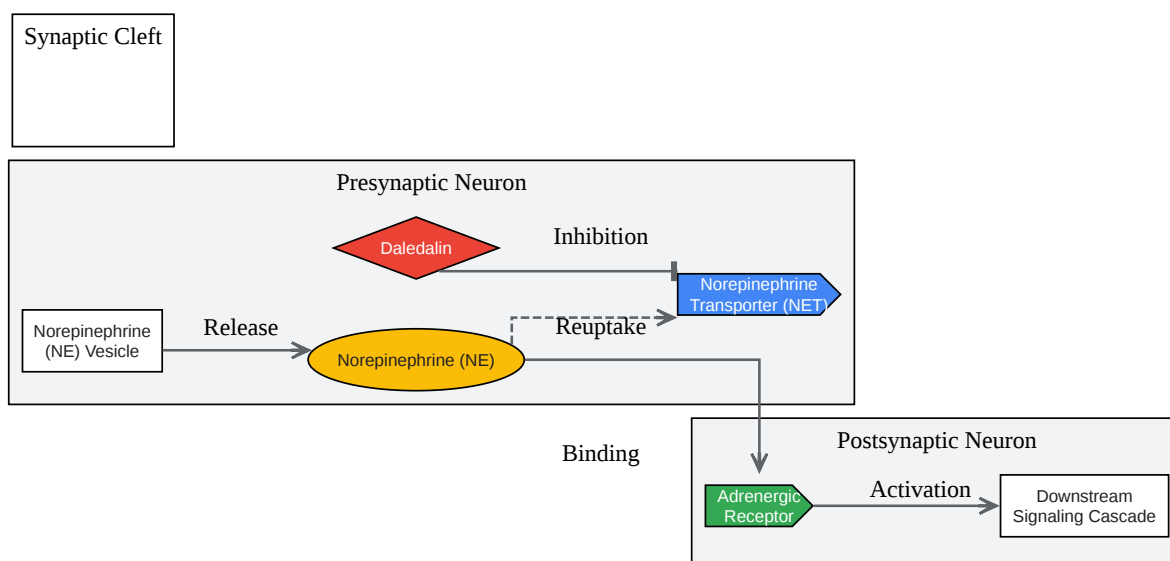 Synaptic Cleft
Presynaptic Neuron
Daledalin
Inhibition
Norepinephrine
Transporter (NET)
Norepinephrine
(NE) Vesicle
Release
Norepinephrine (NE)
Reuptake
Binding
Postsynaptic Neuron
Adrenergic
Receptor
Activation
Downstream
Signaling Cascade